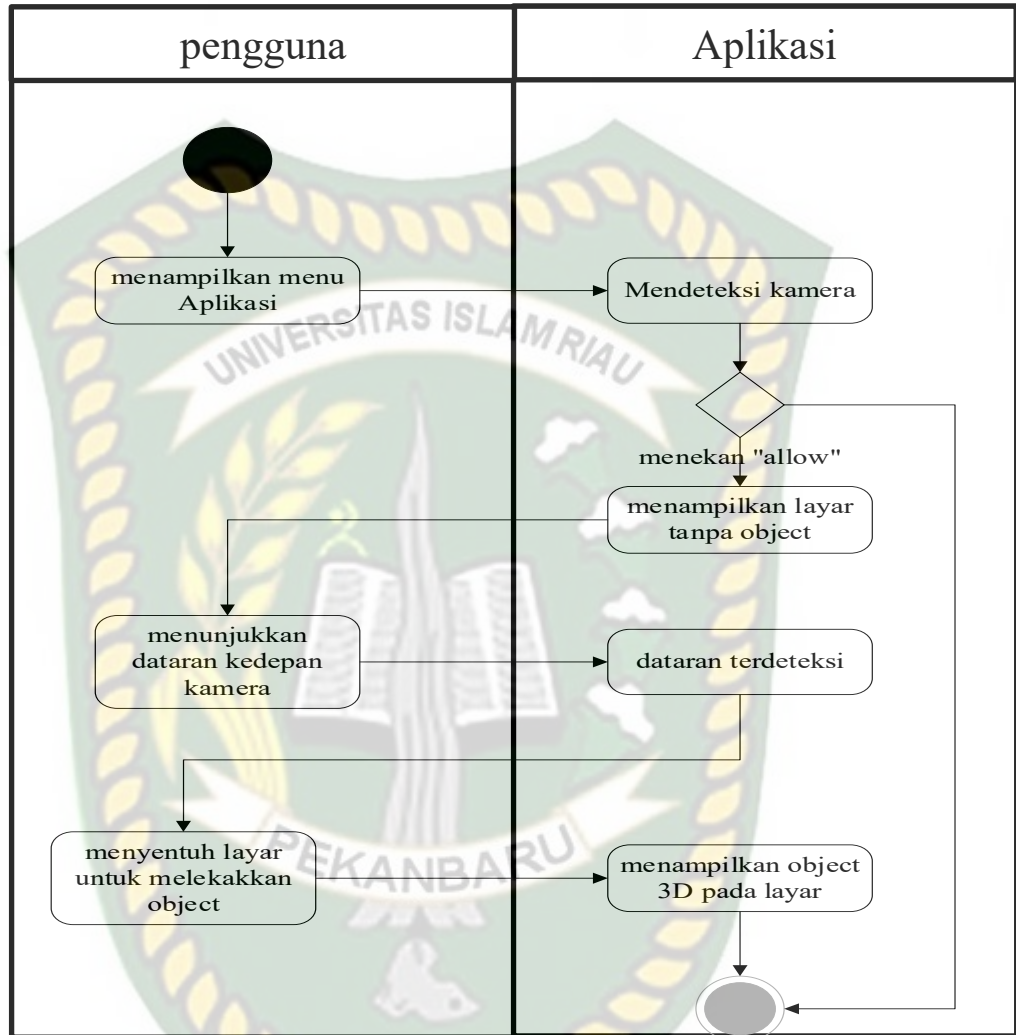 pengguna
Aplikasi
menampilkan menu
Aplikasi
Mendeteksi kamera
UNIVERSITAS ISLAM RIAU
menekan "allow"
menampilkan layar
tanpa object
menunjukkan
dataran kedepan
kamera
dataran terdeteksi
menyentuh layar
untuk melekakkan
object
PEKANBARU
menampilkan object
3D pada layar